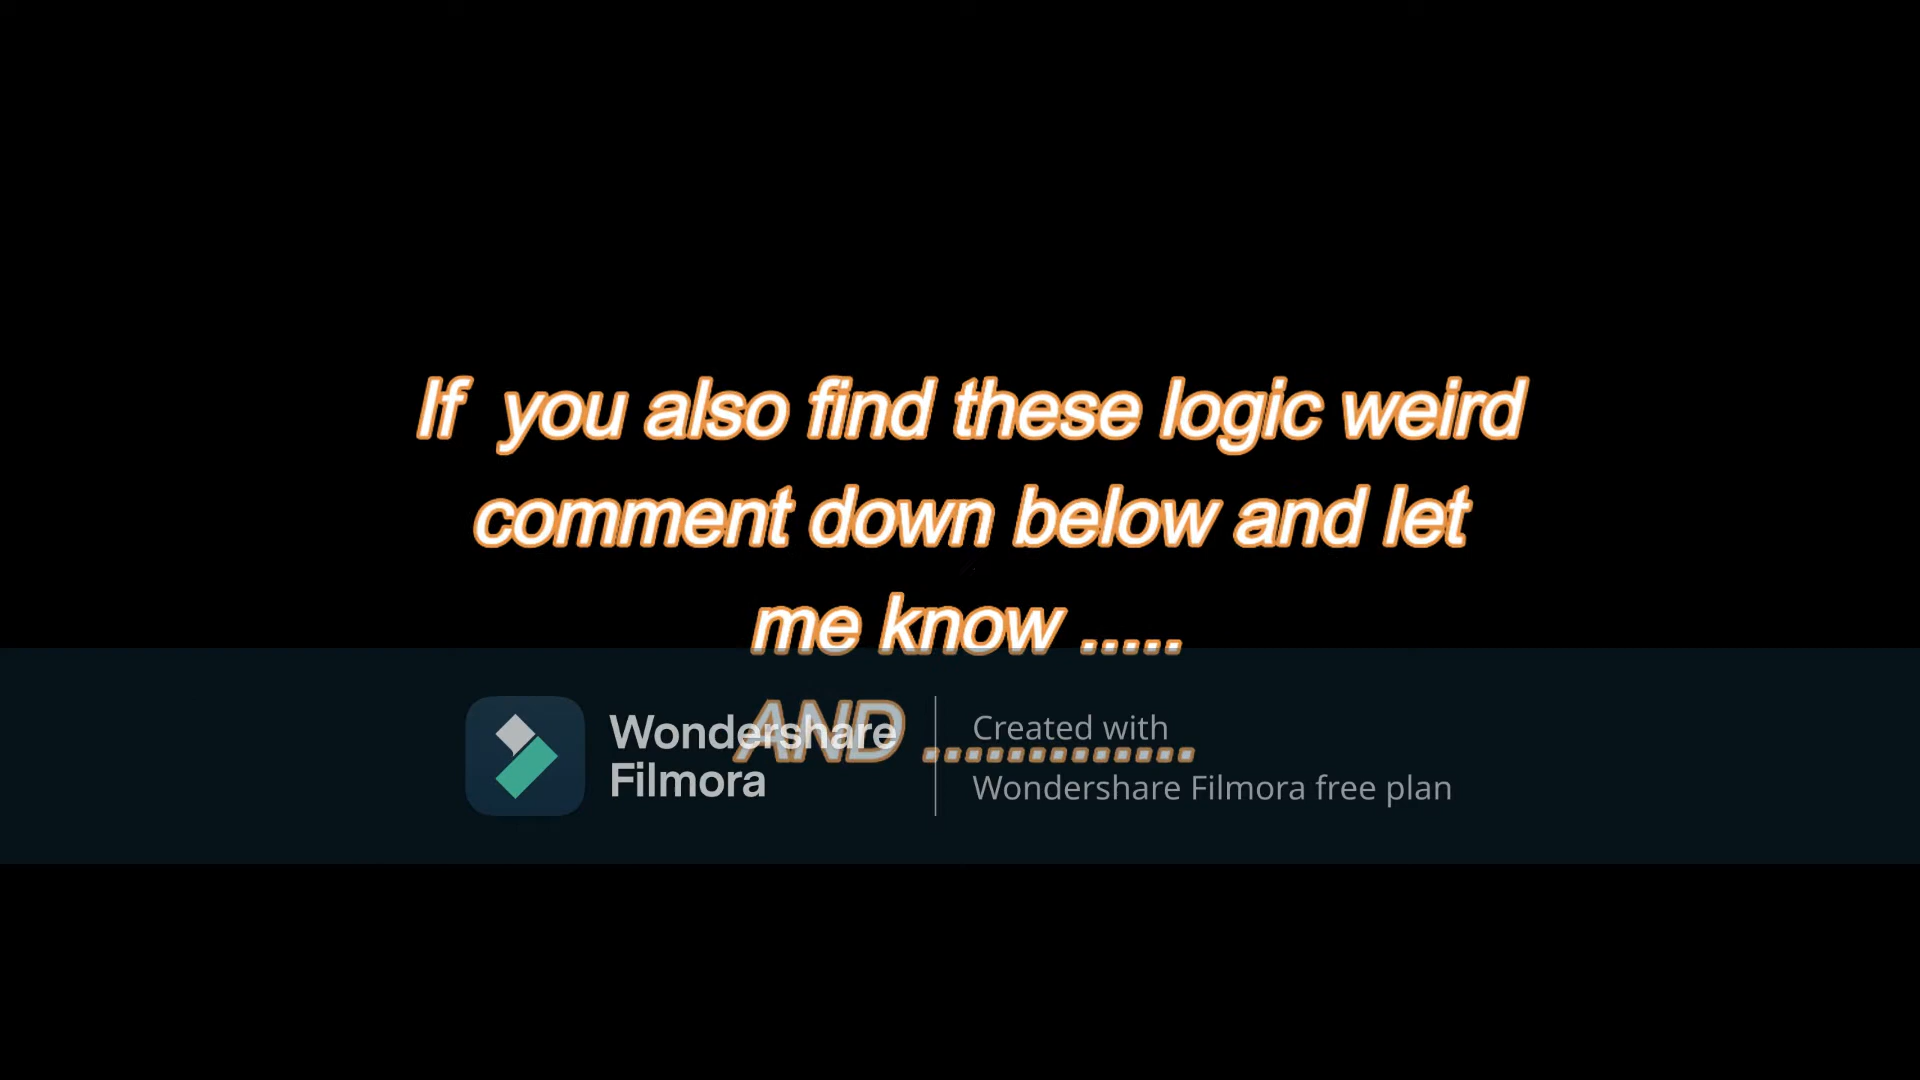 If  you also find these logic weird
comment down below and let
me know .....
AND .............
Wondershare
Filmora
Created with
Wondershare Filmora free plan